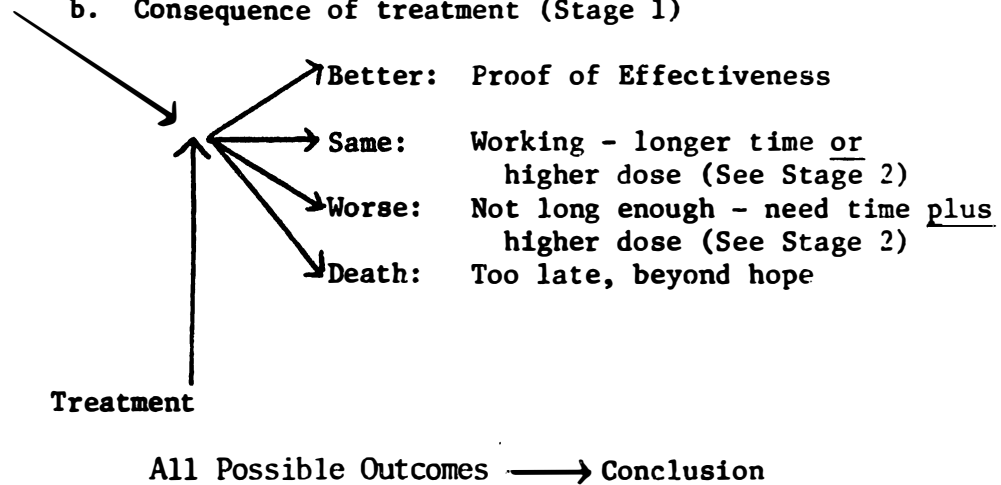 b. Consequence of treatment (Stage 1)
Better: Proof of Effectiveness
Same: Working - longer time or
higher dose (See Stage 2)
Worse: Not long enough - need time plus
higher dose (See Stage 2)
Death: Too late, beyond hope
Treatment
All Possible Outcomes → Conclusion